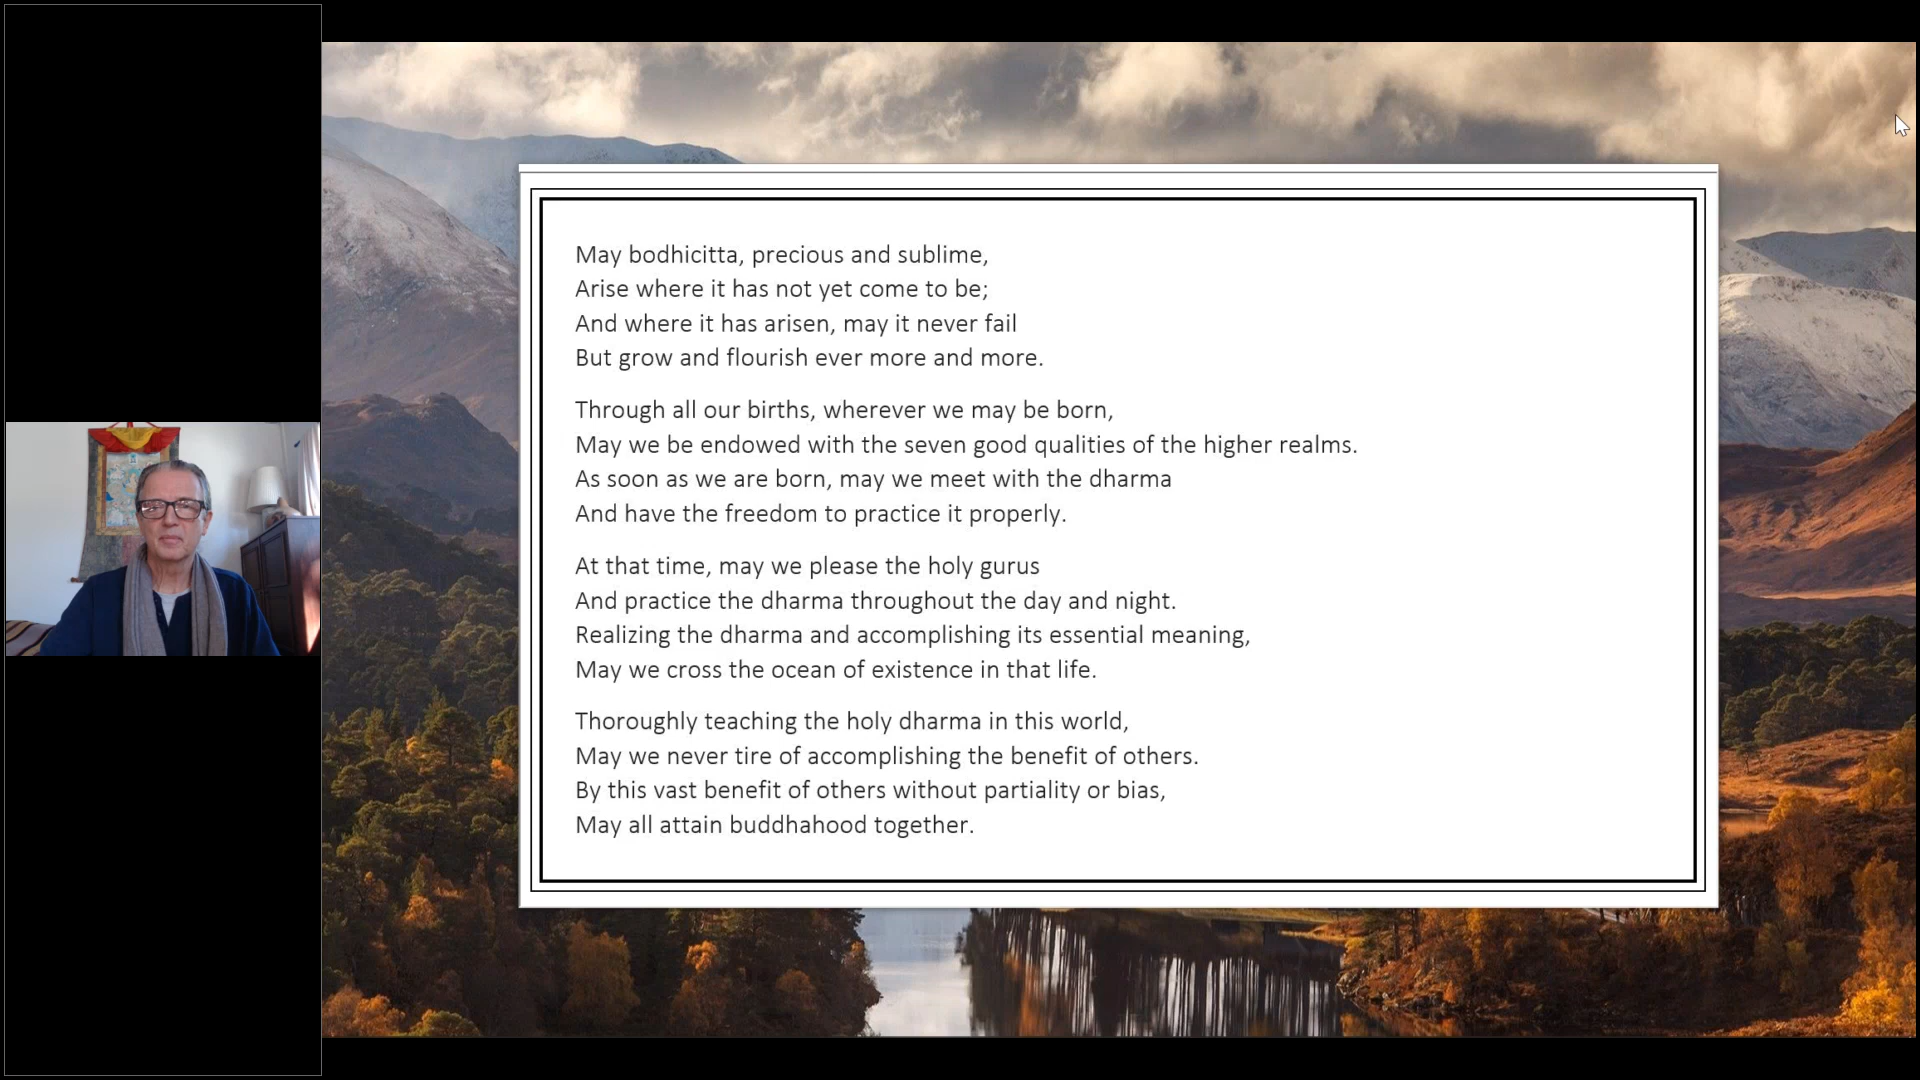 May bodhicitta, precious and sublime,
Arise where it has not yet come to be;
And where it has arisen, may it never fail
But grow and flourish ever more and more.
Through all our births, wherever we may be born,
May we be endowed with the seven good qualities of the higher realms.
As soon as we are born, may we meet with the dharma
And have the freedom to practice it properly.
At that time, may we please the holy gurus
And practice the dharma throughout the day and night.
Realizing the dharma and accomplishing its essential meaning,
May we cross the ocean of existence in that life.
Thoroughly teaching the holy dharma in this world,
May we never tire of accomplishing the benefit of others.
By this vast benefit of others without partiality or bias,
May all attain buddhahood together.